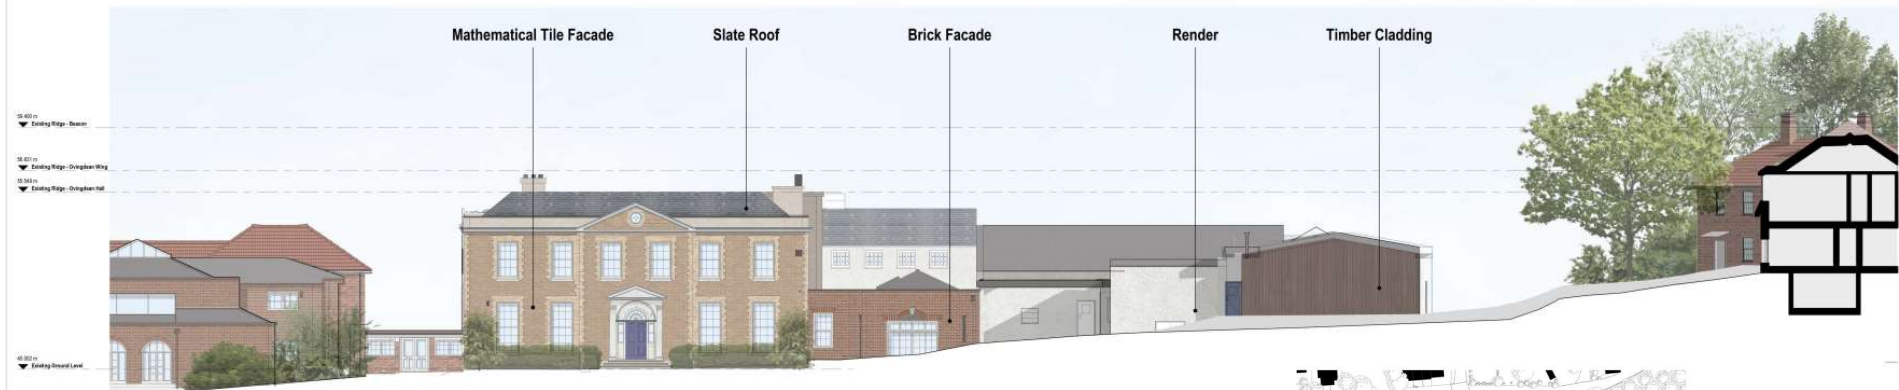 Mathematical Tile Facade
Slate Roof
Brick Facade
Render
Timber Cladding
Existing Ridge - Beacon
Existing Ridge - Ovingdean Wing
Existing Ridge - Ovingdean Hall
Existing Ground Level